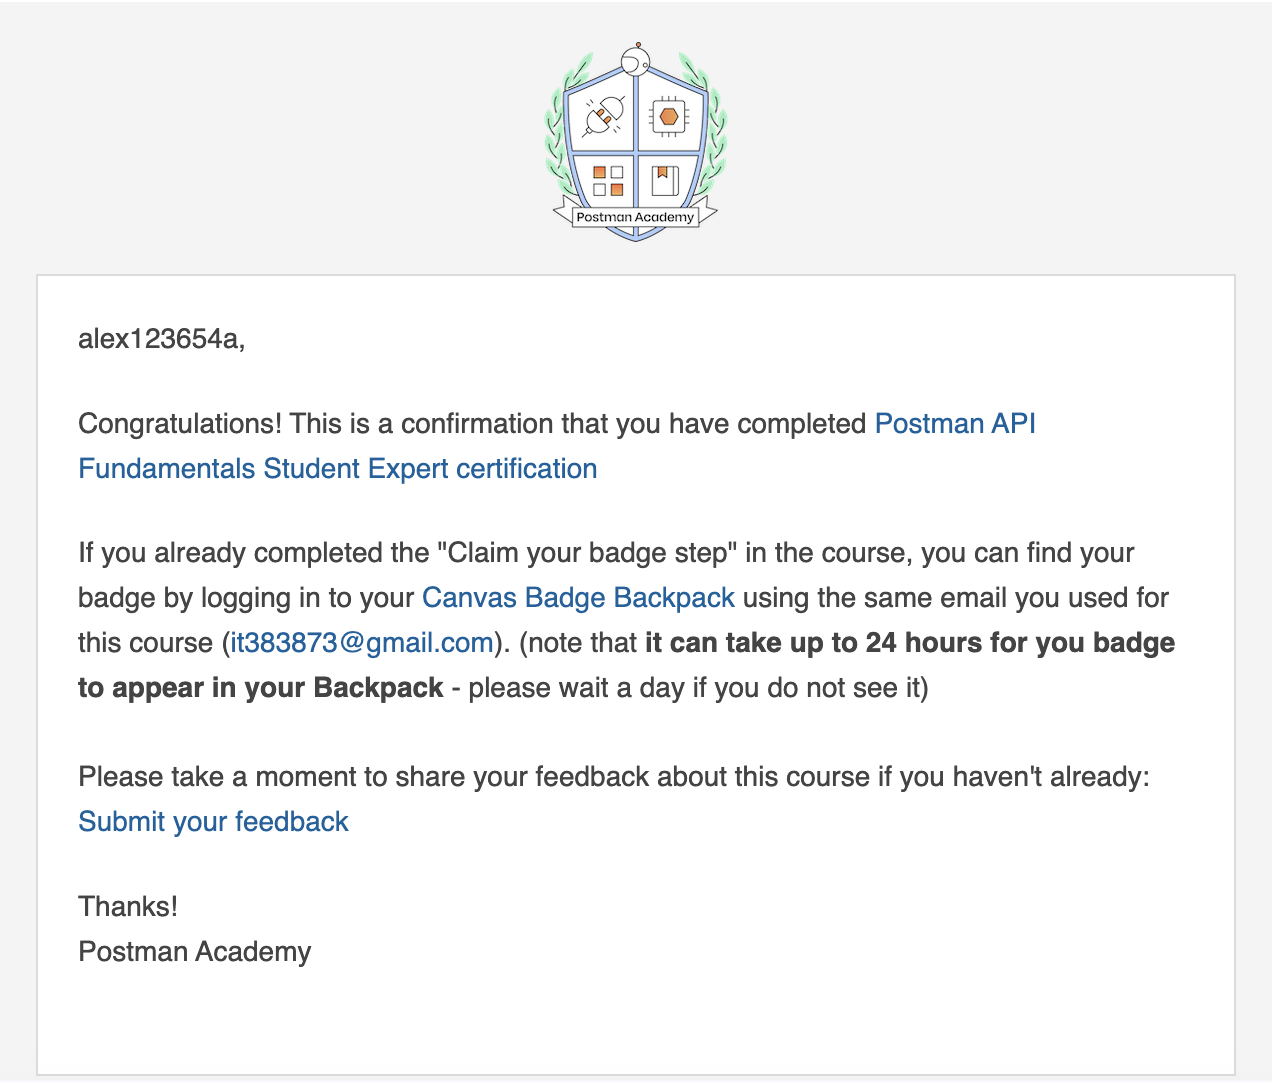 Postman Academy
alex123654a,
Congratulations! This is a confirmation that you have completed Postman API
Fundamentals Student Expert certification
If you already completed the "Claim your badge step" in the course, you can find your
badge by logging in to your Canvas Badge Backpack using the same email you used for
this course (it383873@gmail.com). (note that it can take up to 24 hours for you badge
to appear in your Backpack - please wait a day if you do not see it)
Please take a moment to share your feedback about this course if you haven't already:
Submit your feedback
Thanks!
Postman Academy